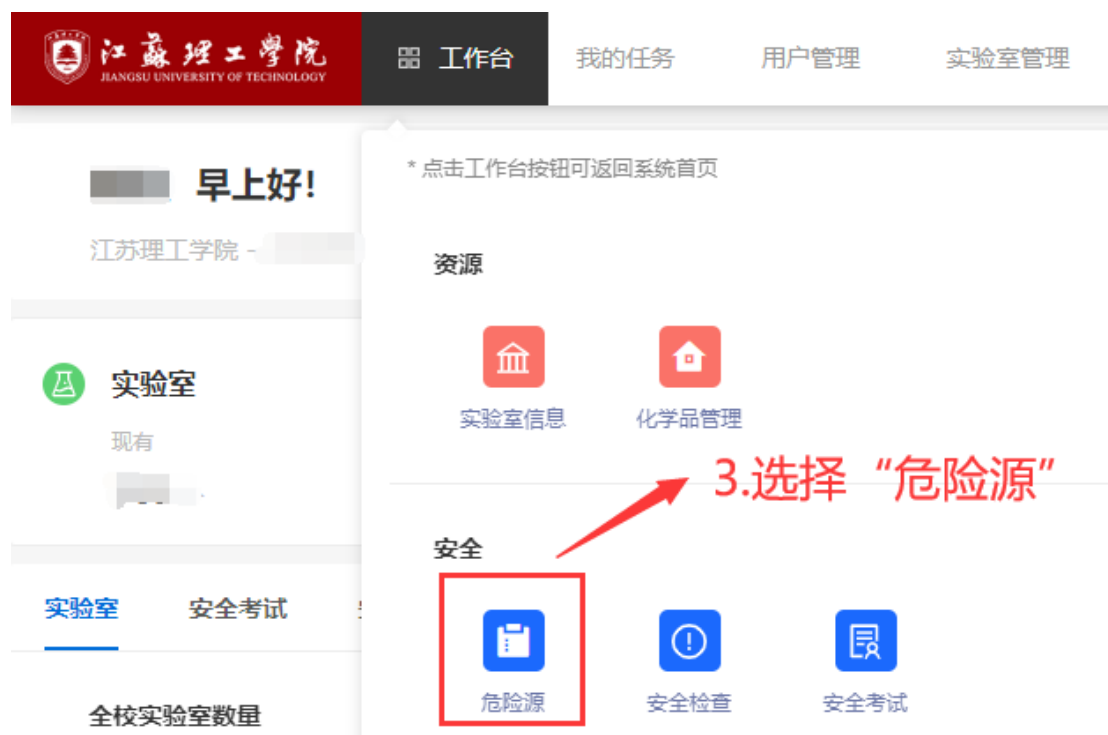 江蘇理工學院
JIANGSU UNIVERSITY OF TECHNOLOGY
工作台
我的任务
用户管理
实验室管理
早上好!
江苏理工学院 -
* 点击工作台按钮可返回系统首页
资源
实验室信息
化学品管理
实验室
现有
3.选择“危险源”
安全
危险源
安全检查
安全考试
实验室
安全考试
全校实验室数量